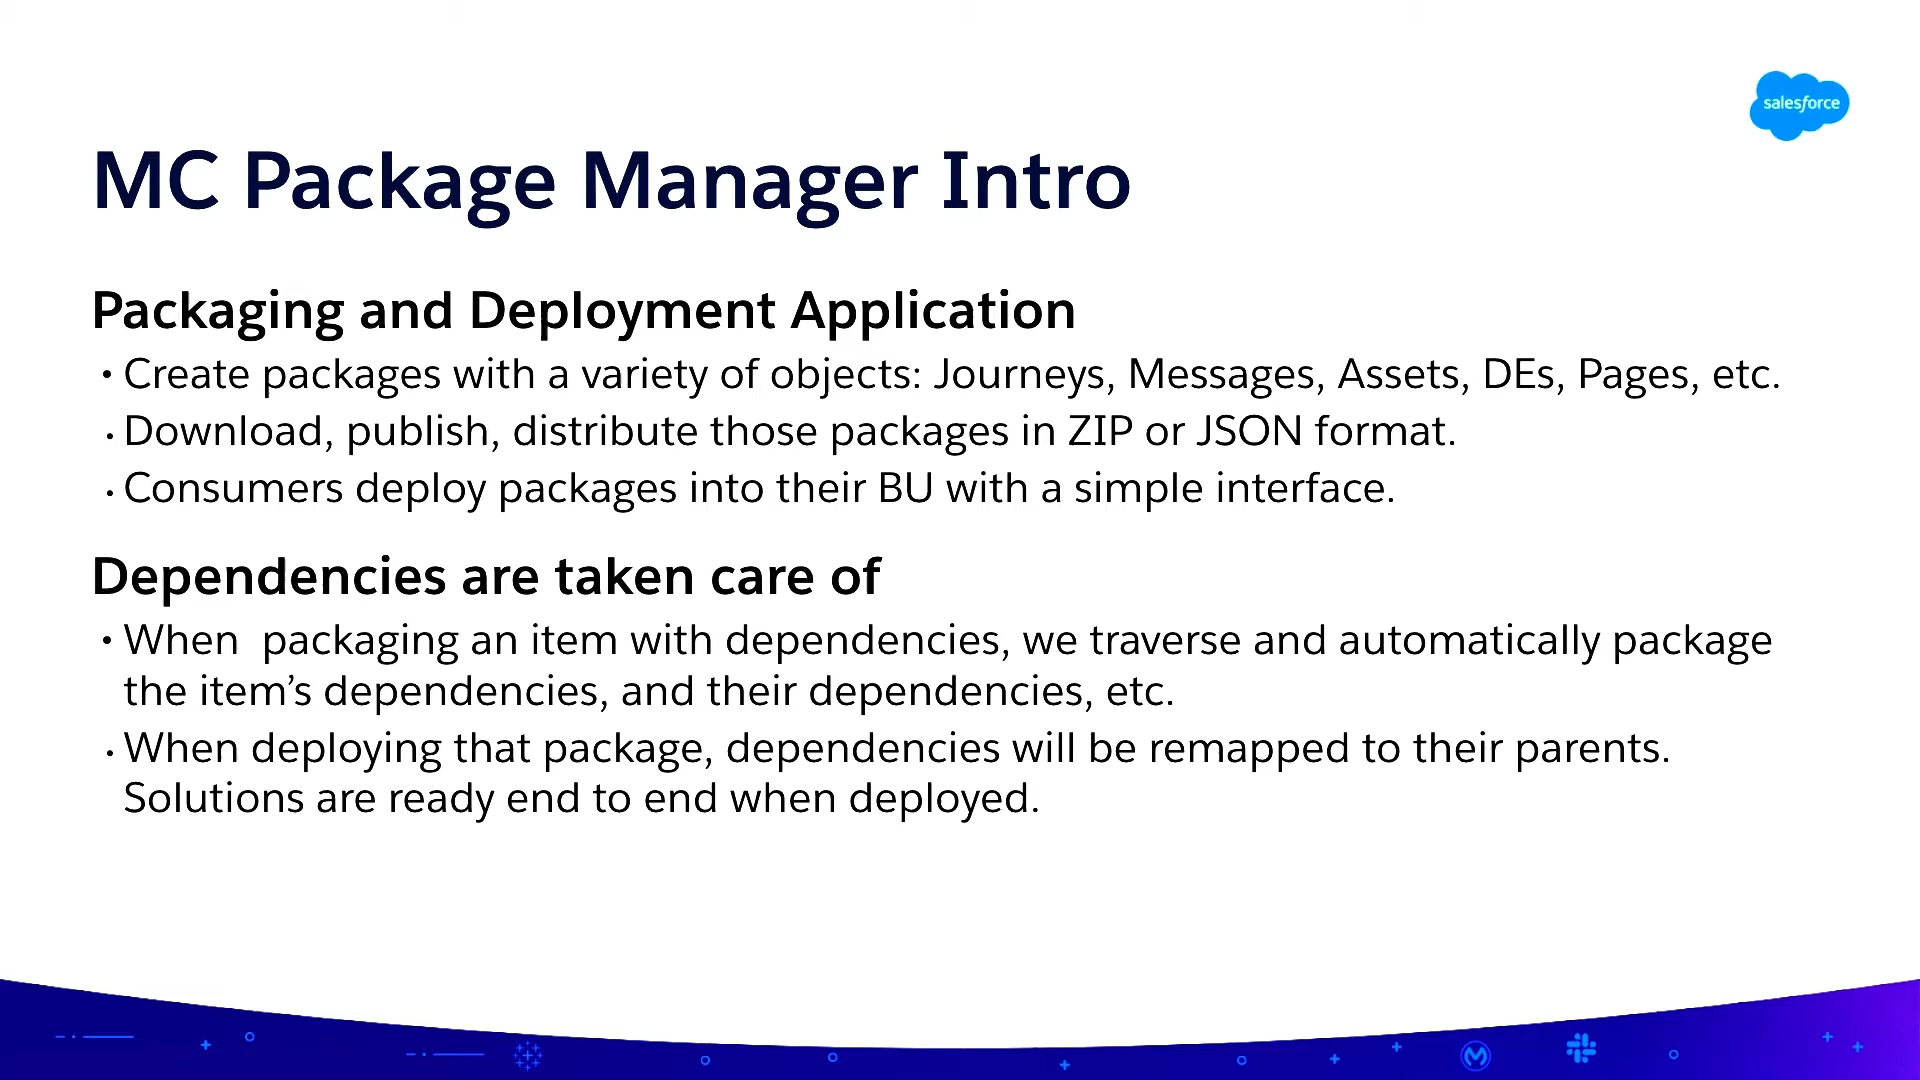 salesforce
MC Package Manager Intro
Packaging and Deployment Application
• Create packages with a variety of objects: Journeys, Messages, Assets, DEs, Pages, etc.
• Download, publish, distribute those packages in ZIP or JSON format.
• Consumers deploy packages into their BU with a simple interface.
Dependencies are taken care of
• When  packaging an item with dependencies, we traverse and automatically package
the item’s dependencies, and their dependencies, etc.
• When deploying that package, dependencies will be remapped to their parents.
Solutions are ready end to end when deployed.